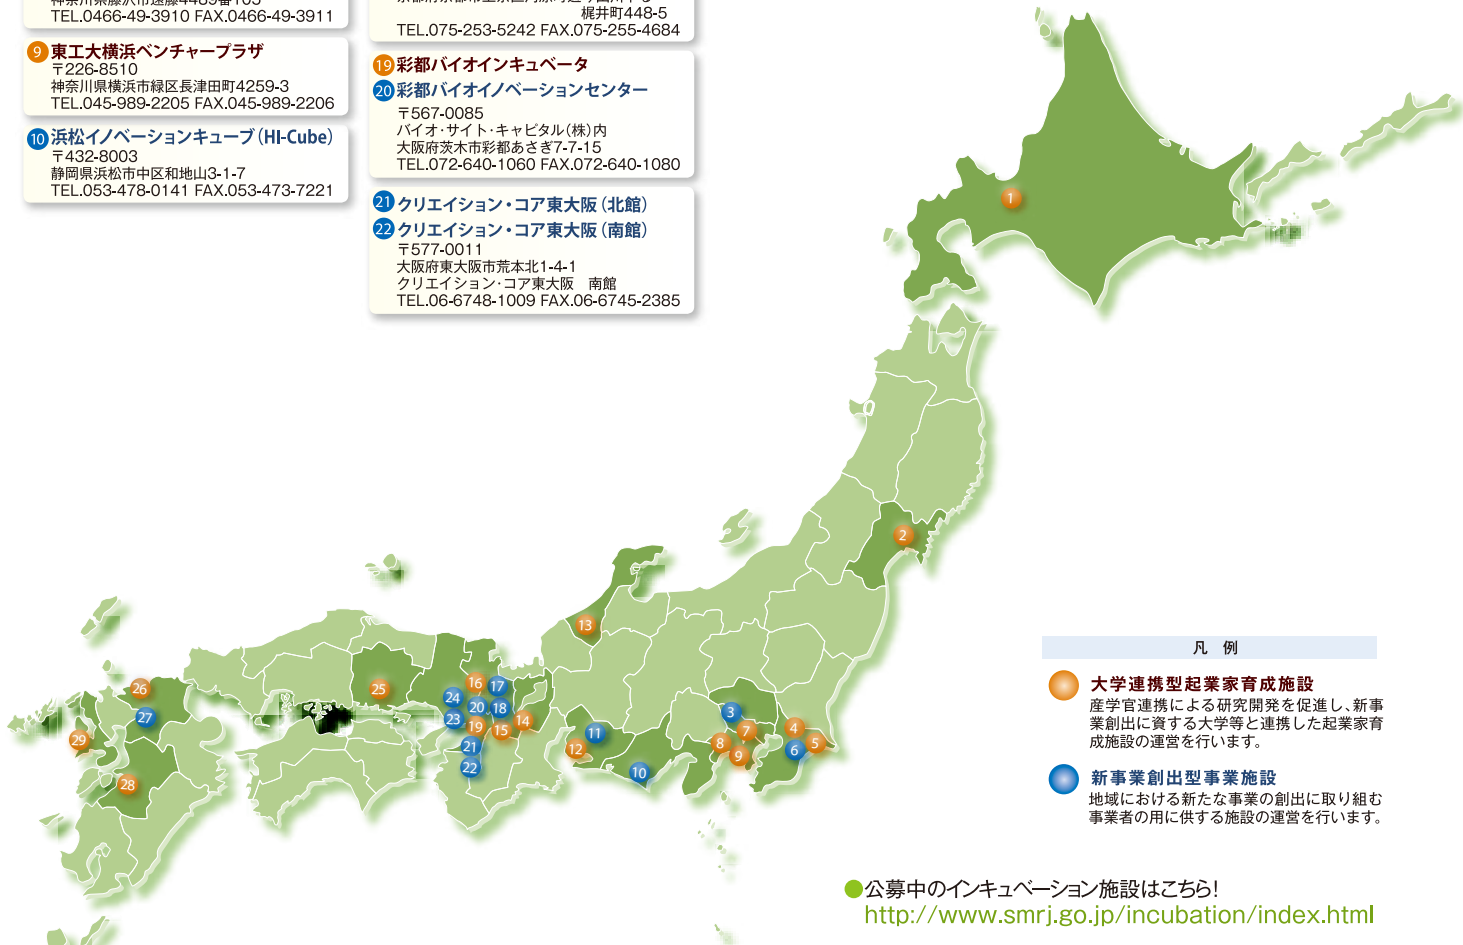 TEL.0466-49-3910 FAX.0466-49-3911
9 東工大横浜ベンチャープラザ
〒226-8510
神奈川県横浜市緑区長津田町4259-3
TEL.045-989-2205 FAX.045-989-2206
10 浜松イノベーションキューブ(HI-Cube)
〒432-8003
静岡県浜松市中区和地山3-1-7
TEL.053-478-0141 FAX.053-473-7221
梶井町448-5
TEL.075-253-5242 FAX.075-255-4684
19 彩都バイオインキュベータ
20 彩都バイオイノベーションセンター
〒567-0085
バイオ・サイト・キャピタル(株)内
大阪府茨木市彩都あさぎ7-7-15
TEL.072-640-1060 FAX.072-640-1080
21 クリエイション・コア東大阪(北館)
22 クリエイション・コア東大阪(南館)
〒577-0011
大阪府東大阪市荒本北1-4-1
クリエイション・コア東大阪 南館
TEL.06-6748-1009 FAX.06-6745-2385
1
2
13
26
25
16
17
24
20
18
27
23
19
15
14
29
21
12
11
22
10
28
3
7
4
8
9
6
5
凡 例
大学連携型起業家育成施設
産学官連携による研究開発を促進し、新事
業創出に資する大学等と連携した起業家育
成施設の運営を行います。
新事業創出型事業施設
地域における新たな事業の創出に取り組む
事業者の用に供する施設の運営を行います。
●公募中のインキュベーション施設はこちら!
http://www.smrj.go.jp/incubation/index.html